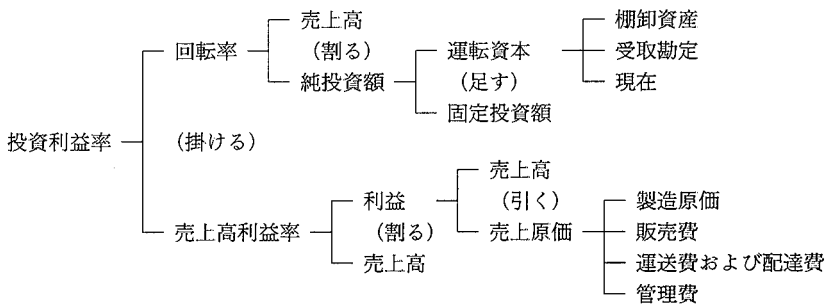 売上高
棚卸資産
回転率
(割る)
運転資本
受取勘定
純投資額
(足す)
現在
固定投資額
投資利益率
(掛ける)
売上高
利益
(引く)
製造原価
売上高利益率
(割る)
売上原価
販売費
売上高
運送費および配達費
管理費